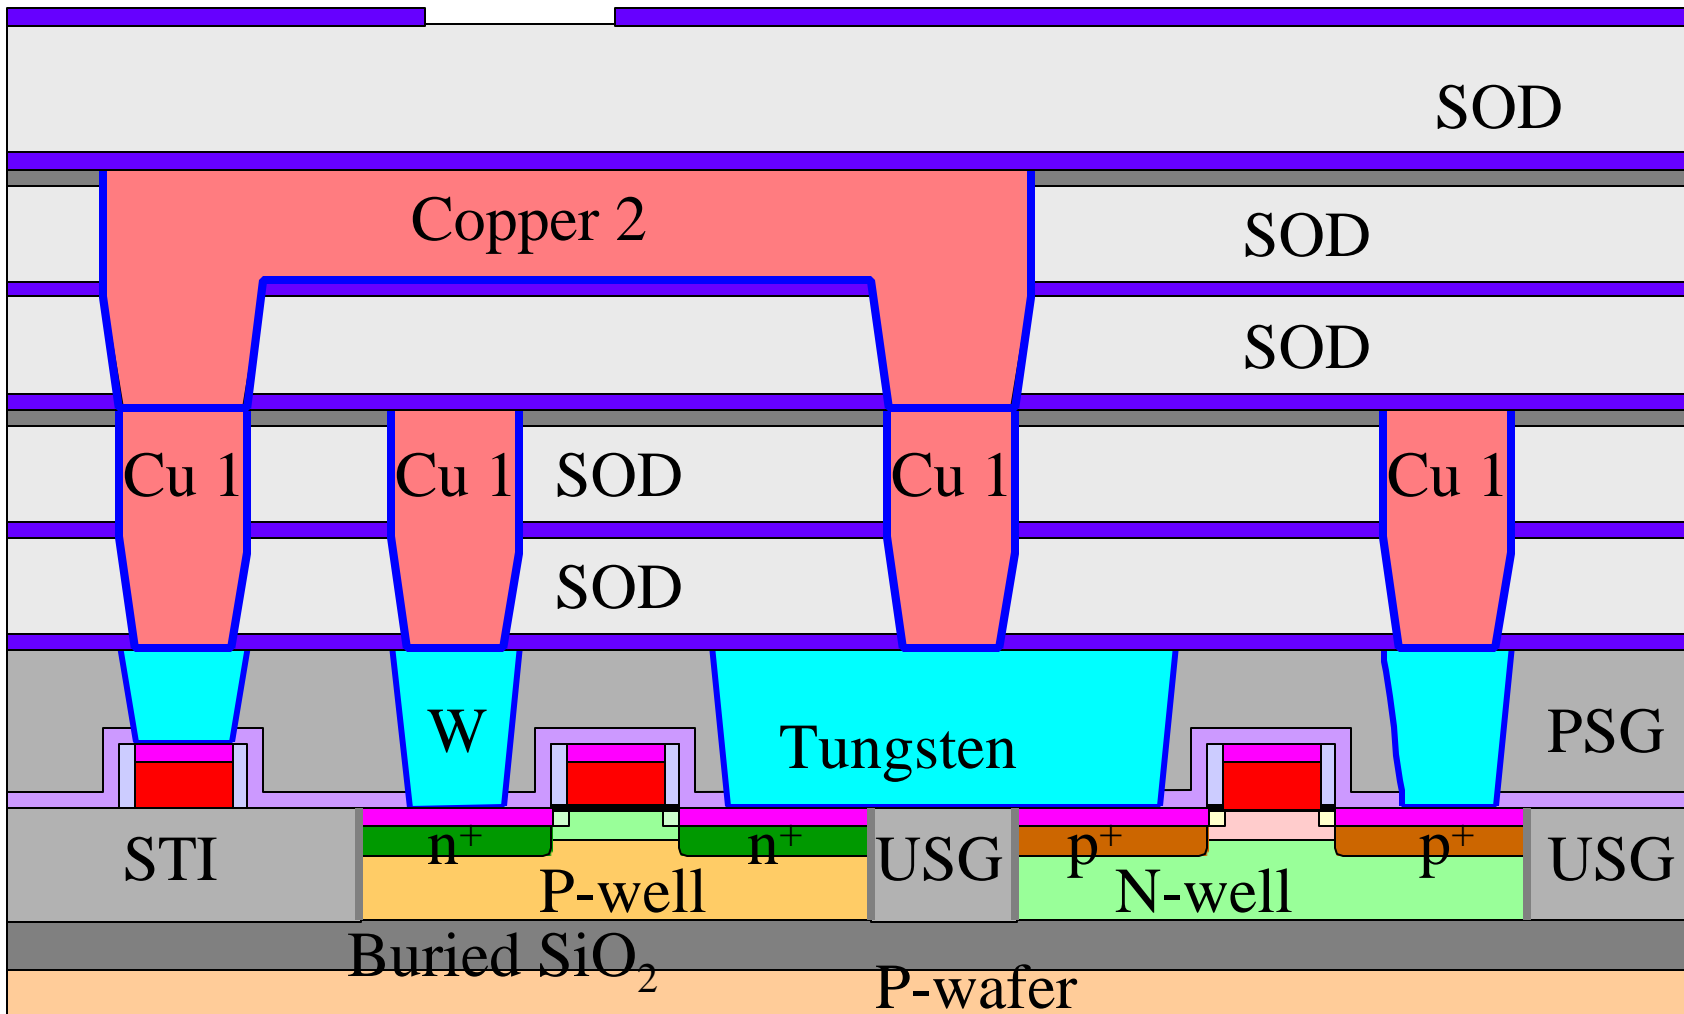 SOD
Copper 2
SOD
SOD
Cu 1
Cu 1
SOD
Cu 1
Cu 1
SOD
W
Tungsten
PSG
STI
n⁺
n⁺
USG
p⁺
p⁺
USG
P-well
N-well
Buried SiO₂
P-wafer